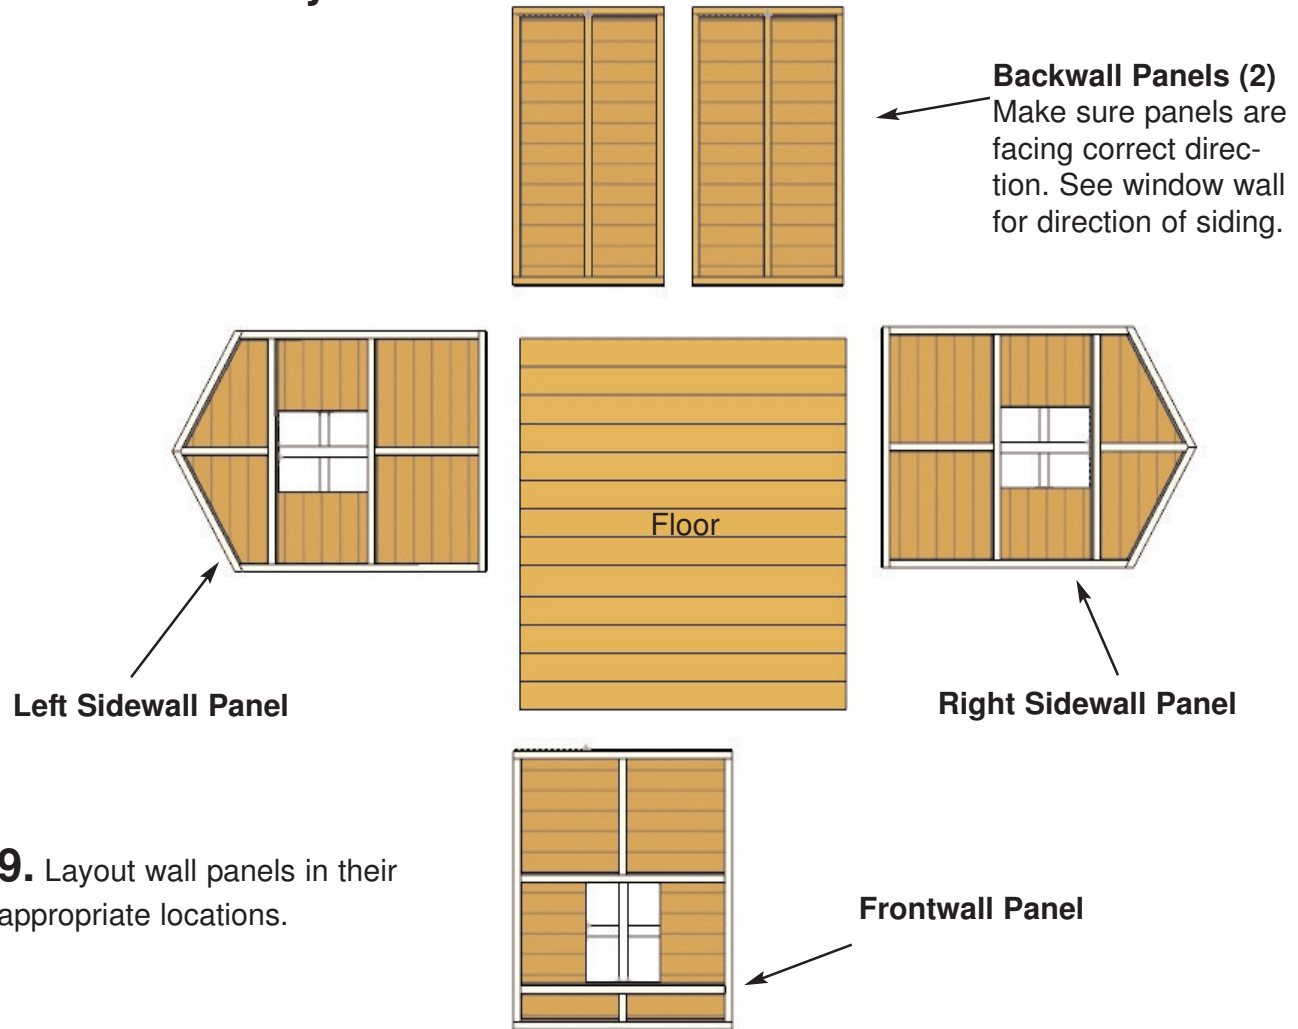 Backwall Panels (2)
Make sure panels are
facing correct direc-
tion. See window wall
for direction of siding.
Floor
Left Sidewall Panel
Right Sidewall Panel
9. Layout wall panels in their
appropriate locations.
Frontwall Panel